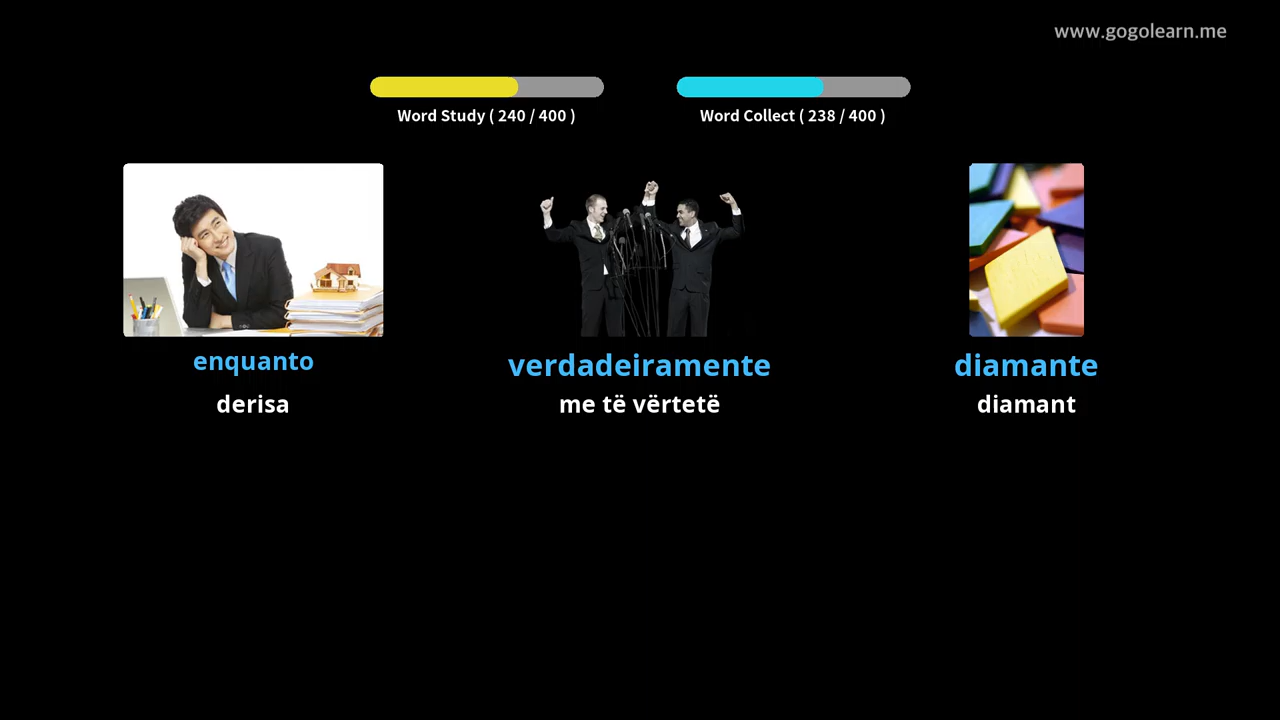 www.gogolearn.me
Word Study ( 240 / 400 )
Word Collect ( 238 / 400 )
enquanto
derisa
verdadeiramente
me të vërtetë
diamante
diamant